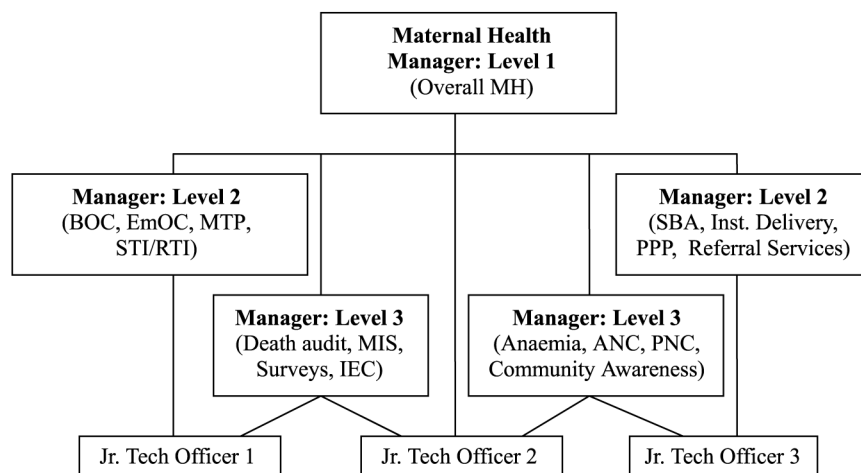 Maternal Health
Manager: Level 1
(Overall MH)
Manager: Level 2
(BOC, EmOC, MTP,
STI/RTI)
Manager: Level 2
(SBA, Inst. Delivery,
PPP, Referral Services)
Manager: Level 3
(Death audit, MIS,
Surveys, IEC)
Manager: Level 3
(Anaemia, ANC, PNC,
Community Awareness)
Jr. Tech Officer 1
Jr. Tech Officer 2
Jr. Tech Officer 3